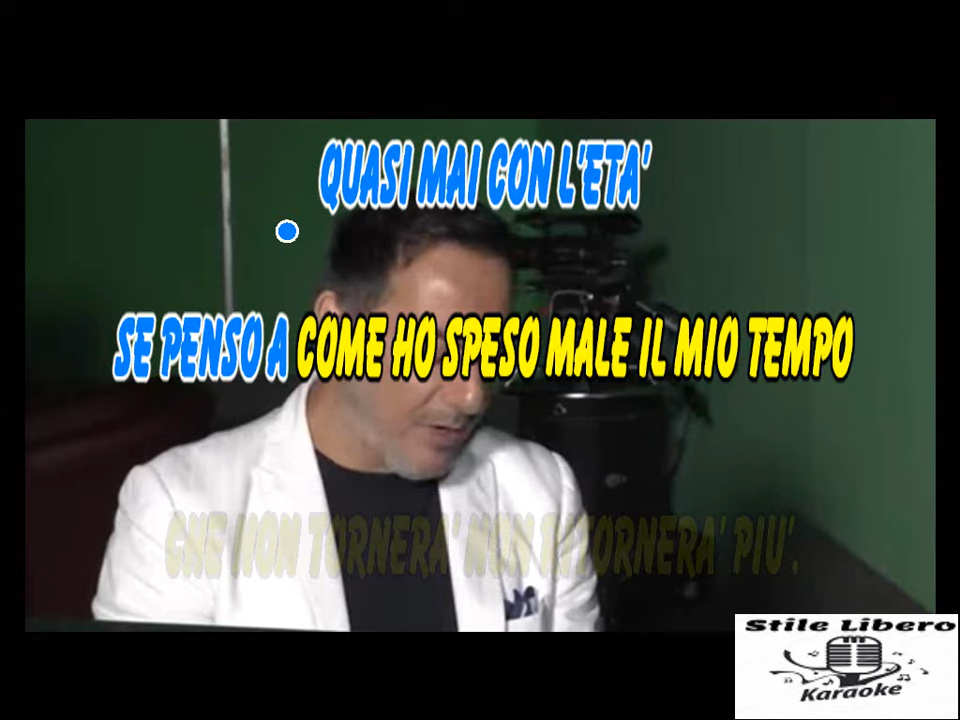 QUASI MAI CON L'ETA'
SE PENSO A COME HO SPESO MALE IL MIO TEMPO
CHE NON TORNERA' NON RITORNERA' PIU'.
Stile Libero
Karaoke